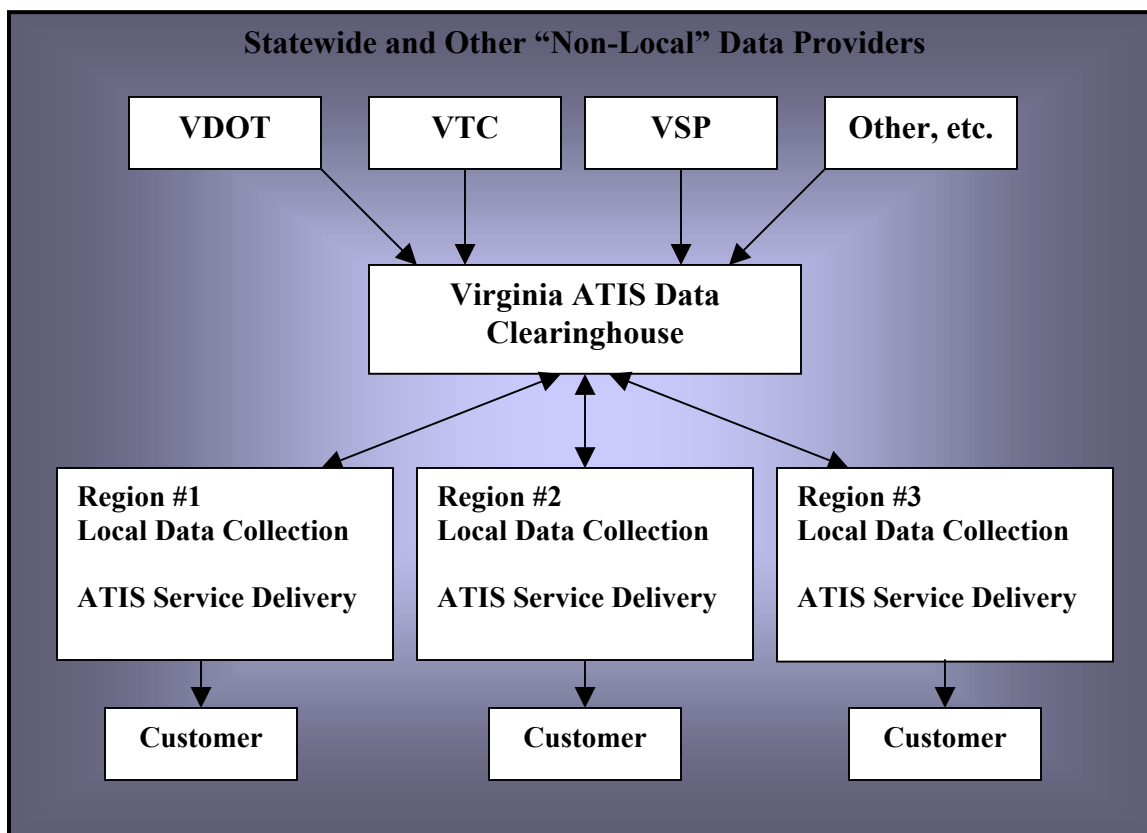 Statewide and Other “Non-Local” Data Providers
VDOT
VTC
VSP
Other, etc.
Virginia ATIS Data
Clearinghouse
Region #1
Local Data Collection
ATIS Service Delivery
Region #2
Local Data Collection
ATIS Service Delivery
Region #3
Local Data Collection
ATIS Service Delivery
Customer
Customer
Customer